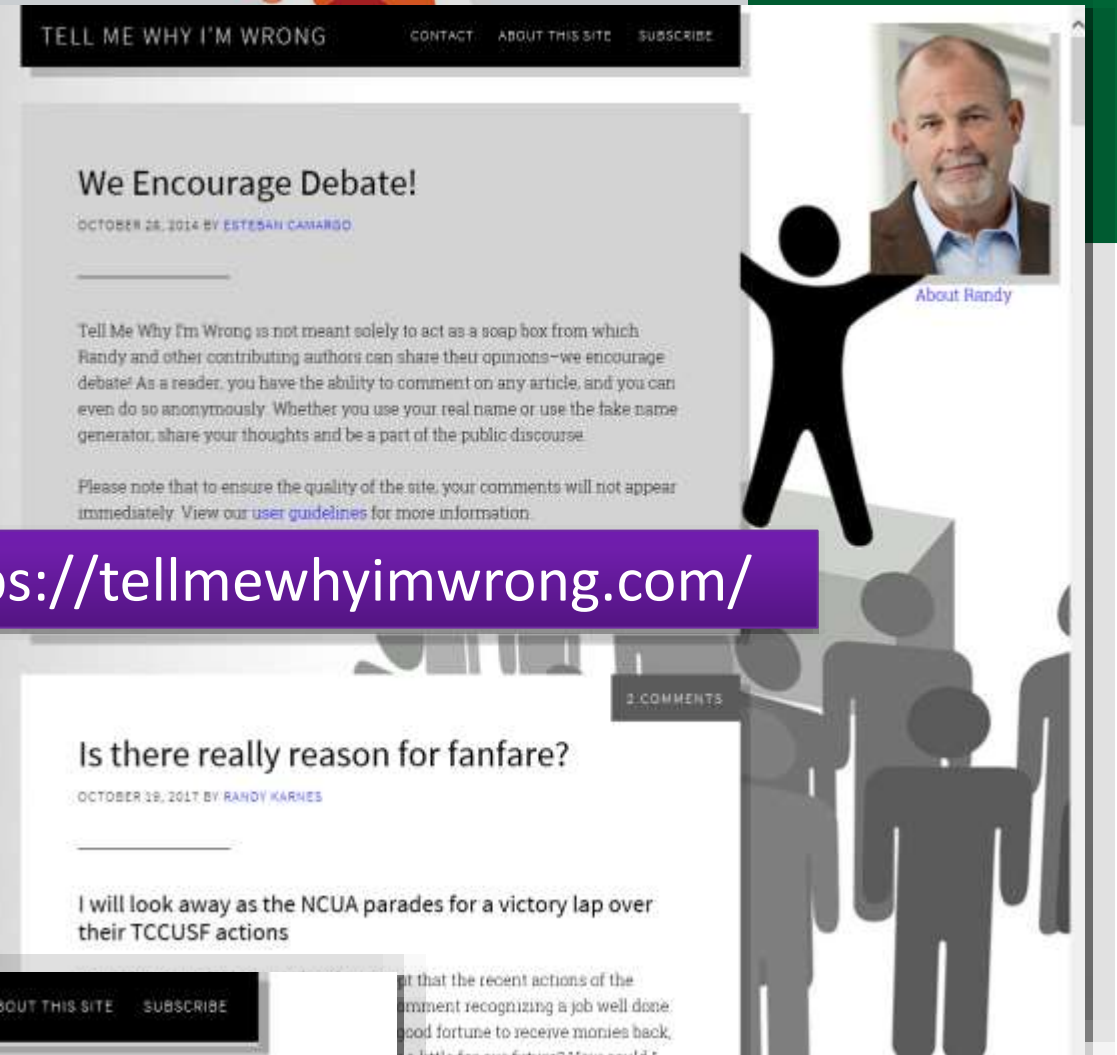 TELL ME WHY I'M WRONG
CONTACT ABOUT THIS SITE SUBSCRIBE
About Randy
We Encourage Debate!
OCTOBER 28, 2014 BY ESTEBAN CAMARGO
Tell Me Why I'm Wrong is not meant solely to act as a soap box from which
Randy and other contributing authors can share their opinions–we encourage
debate! As a reader, you have the ability to comment on any article, and you can
even do so anonymously. Whether you use your real name or use the fake name
generator, share your thoughts and be a part of the public discourse.
Please note that to ensure the quality of the site, your comments will not appear
immediately. View our user guidelines for more information.
ps://tellmewhyimwrong.com/
2 COMMENTS
Is there really reason for fanfare?
OCTOBER 19, 2017 BY RANDY KARNES
I will look away as the NCUA parades for a victory lap over
their TCCUSF actions
that the recent actions of the
recognizing a job well done.
good fortune to receive monies back,
BOUT THIS SITE SUBSCRIBE